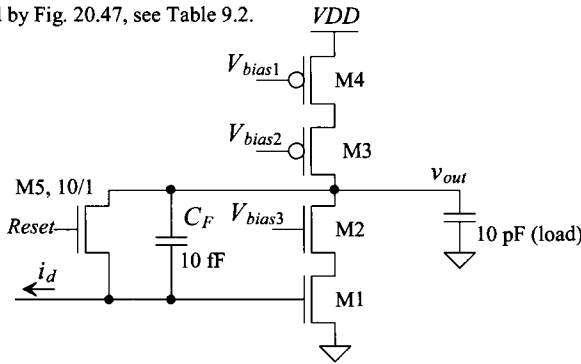 l by Fig. 20.47, see Table 9.2.
VDD
Vbias1
M4
Vbias2
M3
M5, 10/1
vout
Reset
CF
Vbias3
M2
10 fF
10 pF (load)
id
M1